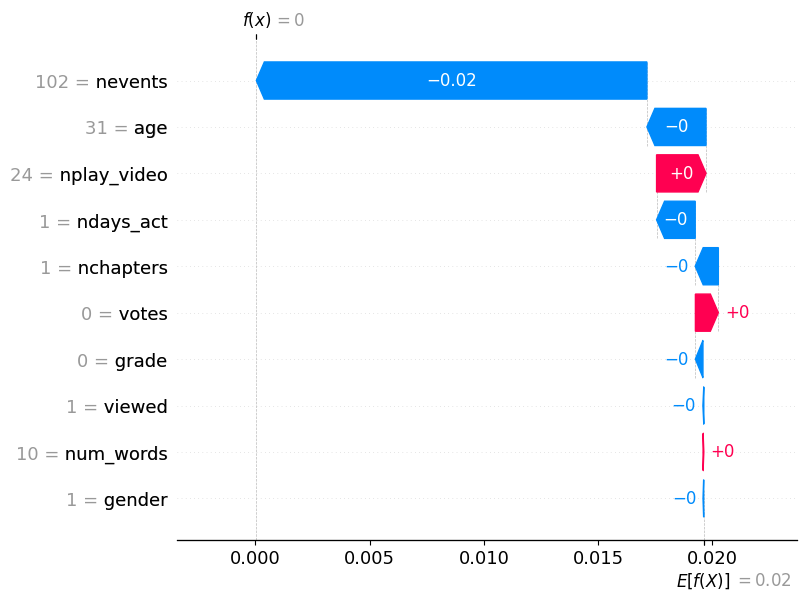 f(x) = 0
102 = nevents
−0.02
31 = age
−0
24 = nplay_video
+0
1 = ndays_act
−0
1 = nchapters
−0
0 = votes
+0
0 = grade
−0
1 = viewed
−0
10 = num_words
+0
1 = gender
−0
0.000 0.005 0.010 0.015 0.020
E[f(X)] = 0.02